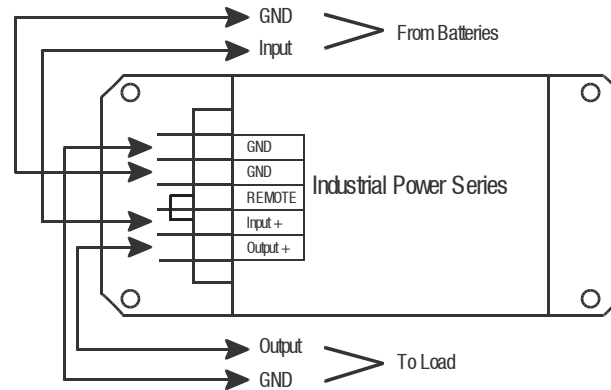 GND
Input
From Batteries
GND
GND
REMOTE
Input +
Output +
Industrial Power Series
Output
GND
To Load